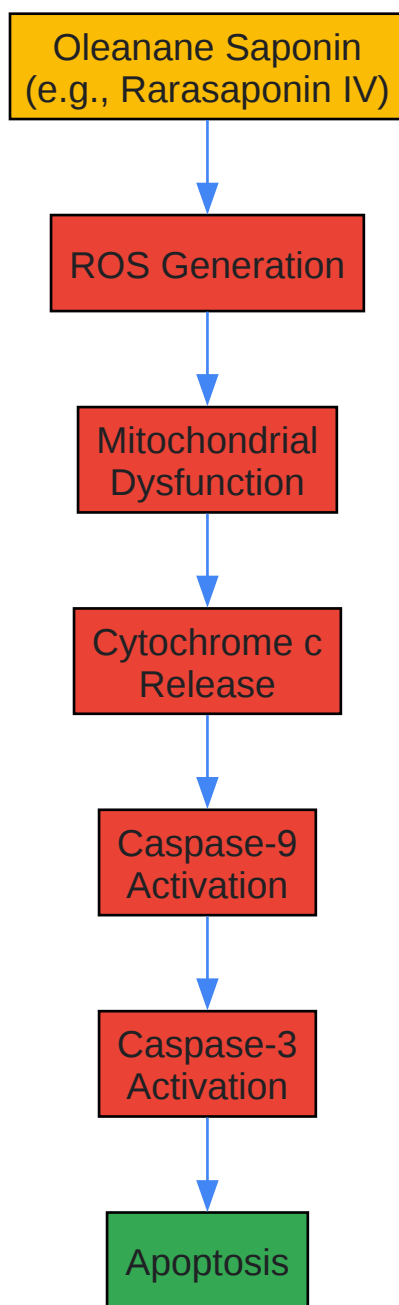 Oleanane Saponin
(e.g., Rarasaponin IV)
ROS Generation
Mitochondrial
Dysfunction
Cytochrome c
Release
Caspase-9
Activation
Caspase-3
Activation
Apoptosis